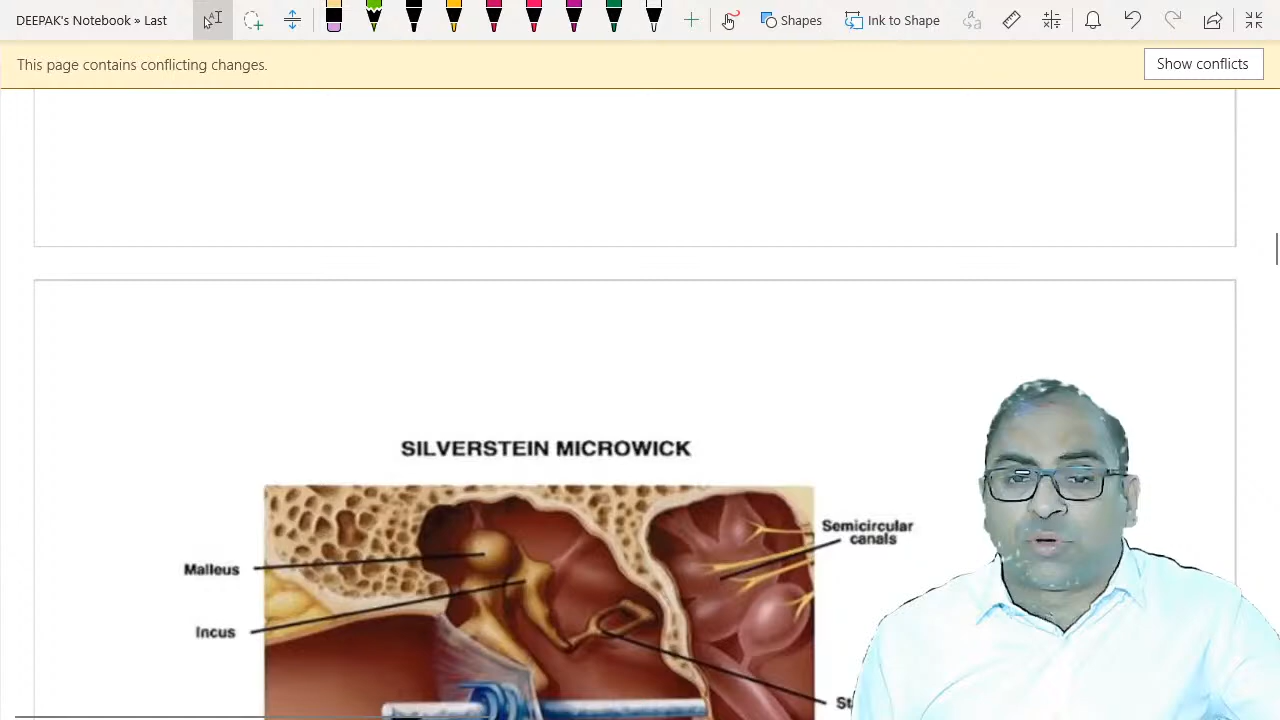 DEEPAK's Notebook » Last
Shapes
Ink to Shape
This page contains conflicting changes.
Show conflicts
SILVERSTEIN MICROWICK
Semicircular
canals
Malleus
Incus
St